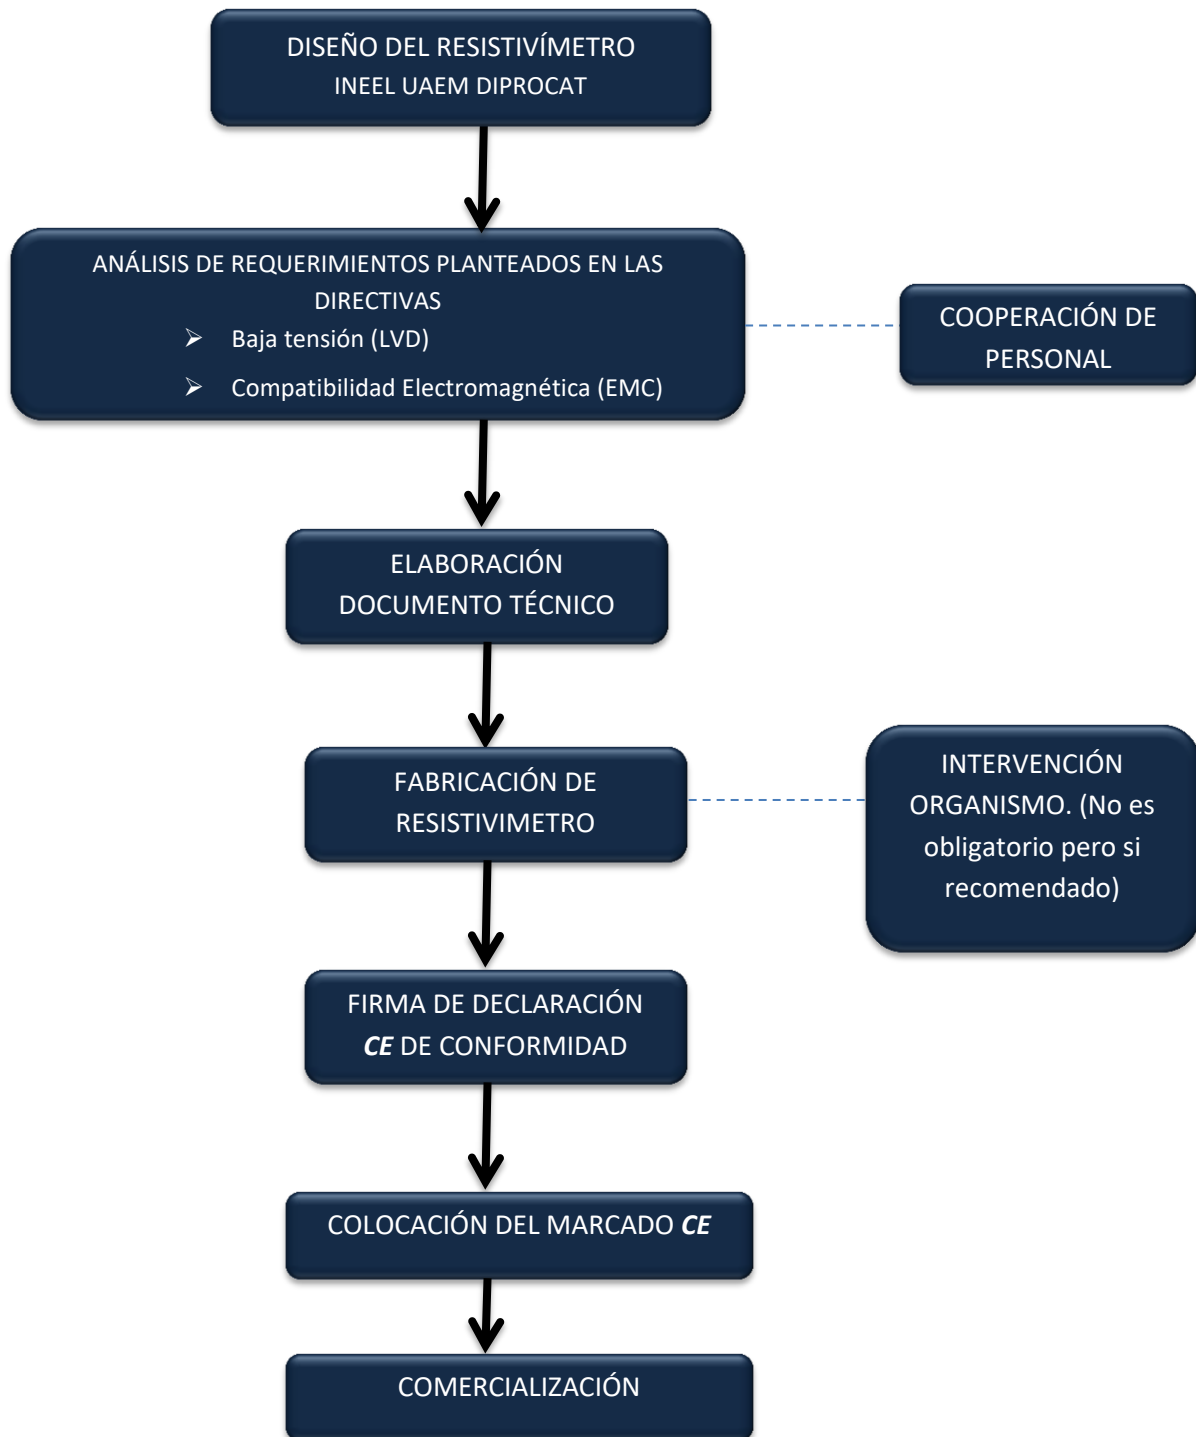 DISEÑO DEL RESISTIVÍMETRO
INEEL UAEM DIPROCAT
ANÁLISIS DE REQUERIMIENTOS PLANTEADOS EN LAS
DIRECTIVAS
➢ Baja tensión (LVD)
➢ Compatibilidad Electromagnética (EMC)
COOPERACIÓN DE
PERSONAL
ELABORACIÓN
DOCUMENTO TÉCNICO
FABRICACIÓN DE
RESISTIVIMETRO
INTERVENCIÓN
ORGANISMO. (No es
obligatorio pero si
recomendado)
FIRMA DE DECLARACIÓN
CE DE CONFORMIDAD
COLOCACIÓN DEL MARCADO CE
COMERCIALIZACIÓN